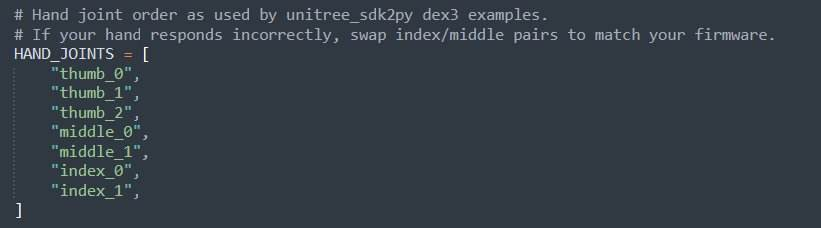 # Hand joint order as used by unitree_sdk2py dex3 examples.
# If your hand responds incorrectly, swap index/middle pairs to match your firmware.
HAND_JOINTS = [
"thumb_0",
"thumb_1",
"thumb_2",
"middle_0",
"middle_1",
"index_0",
"index_1",
]